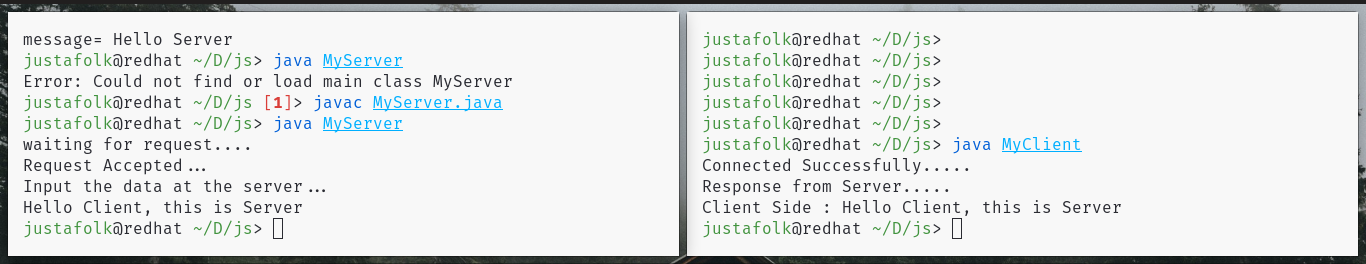 message= Hello Server
justafolk@redhat ~/D/js> java MyServer
Error: Could not find or load main class MyServer
justafolk@redhat ~/D/js [1]> javac MyServer.java
justafolk@redhat ~/D/js> java MyServer
waiting for request....
Request Accepted...
Input the data at the server...
Hello Client, this is Server
justafolk@redhat ~/D/js>
justafolk@redhat ~/D/js>
justafolk@redhat ~/D/js>
justafolk@redhat ~/D/js>
justafolk@redhat ~/D/js>
justafolk@redhat ~/D/js>
justafolk@redhat ~/D/js> java MyClient
Connected Successfully.....
Response from Server.....
Client Side : Hello Client, this is Server
justafolk@redhat ~/D/js>